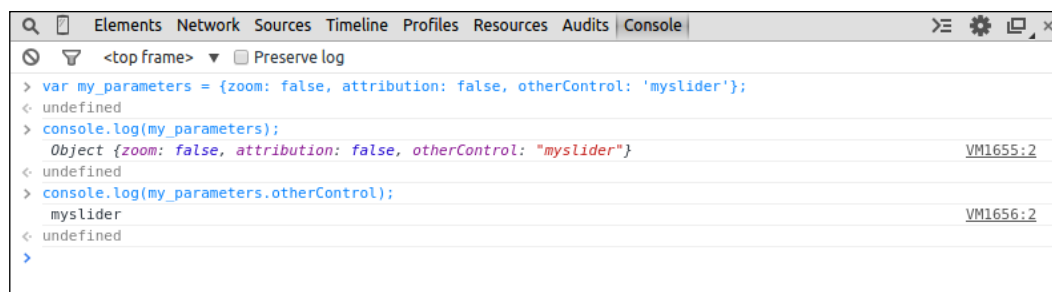 Elements Network Sources Timeline Profiles Resources Audits Console
<top frame> ▼ Preserve log
> var my_parameters = {zoom: false, attribution: false, otherControl: 'myslider'};
< undefined
> console.log(my_parameters);
Object {zoom: false, attribution: false, otherControl: "myslider"} VM1655:2
< undefined
> console.log(my_parameters.otherControl);
myslider VM1656:2
< undefined
>